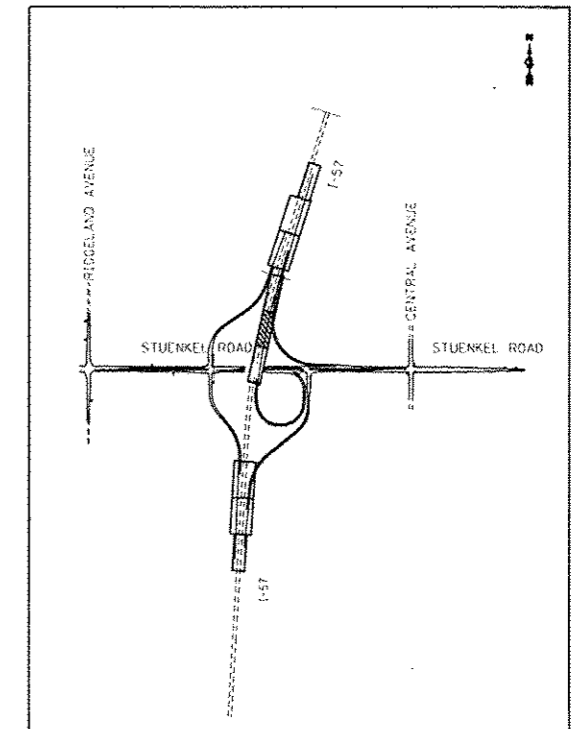 N
I-57
RIDGELAND AVENUE
CENTRAL AVENUE
STUENKEL ROAD
STUENKEL ROAD
I-57